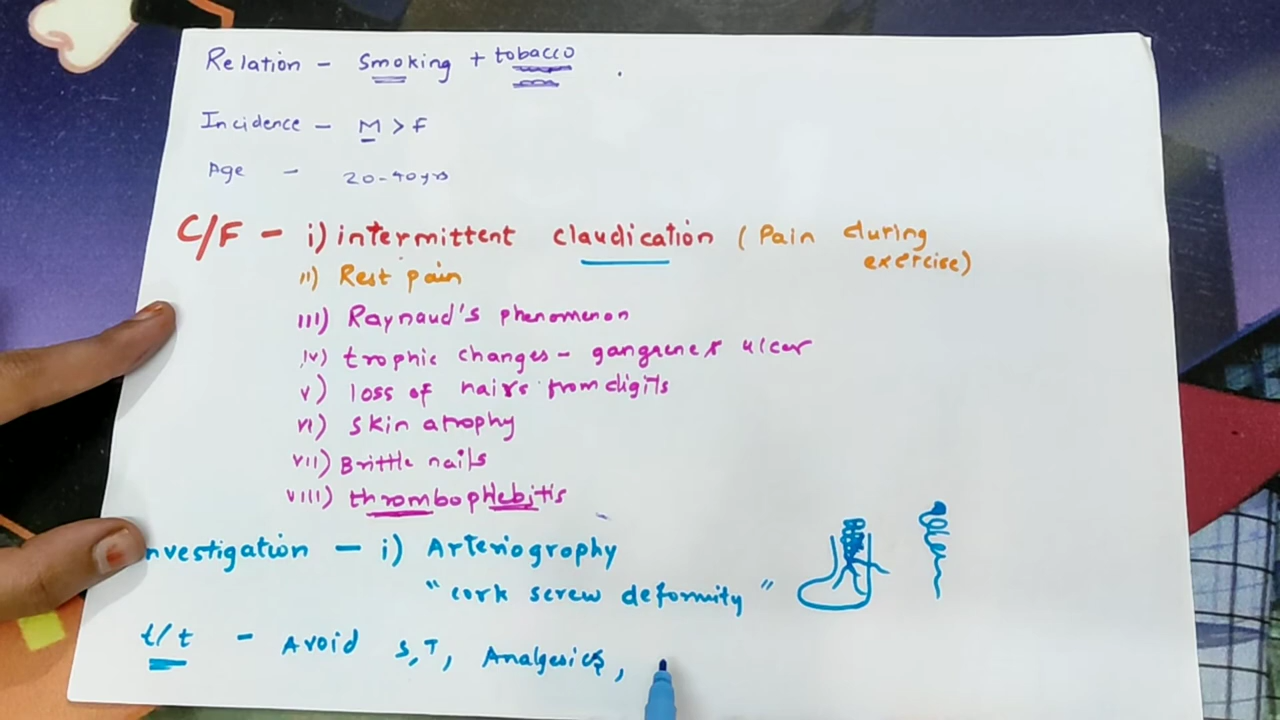 Relation - Smoking + tobacco
Incidence - M > F
Age - 20-40yrs
C/F - i) intermittent claudication (Pain during
exercise)
ii) Rest pain
iii) Raynaud's phenomenon
iv) trophic changes - gangrene & ulcer
v) loss of hairs from digits
vi) Skin atrophy
vii) Brittle nails
viii) thrombophlebitis
nvestigation - i) Arteriography
"cork screw deformity"
t/t - Avoid S,T, Analgesics,